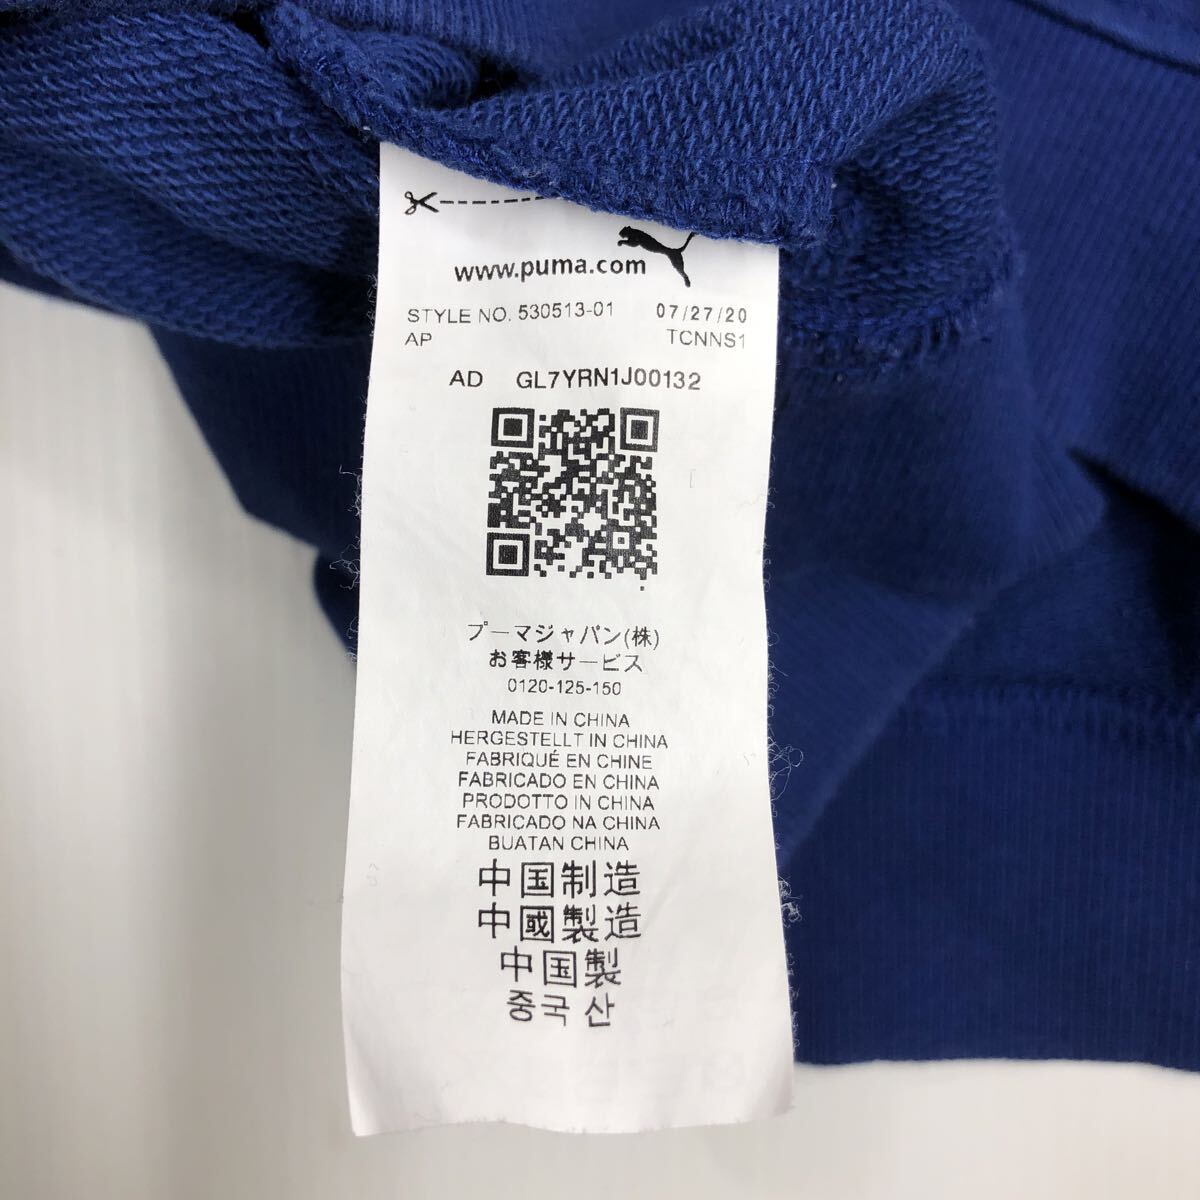 www.puma.com
STYLE NO. 530513-01 07/27/20
AP TCNNS1
AD GL7YRN1J00132
プーマジャパン(株)
お客様サービス
0120-125-150
MADE IN CHINA
HERGESTELLT IN CHINA
FABRIQUÉ EN CHINE
FABRICADO EN CHINA
PRODOTTO IN CHINA
FABRICADO NA CHINA
BUATAN CHINA
中国制造
中國製造
中国製
중국산